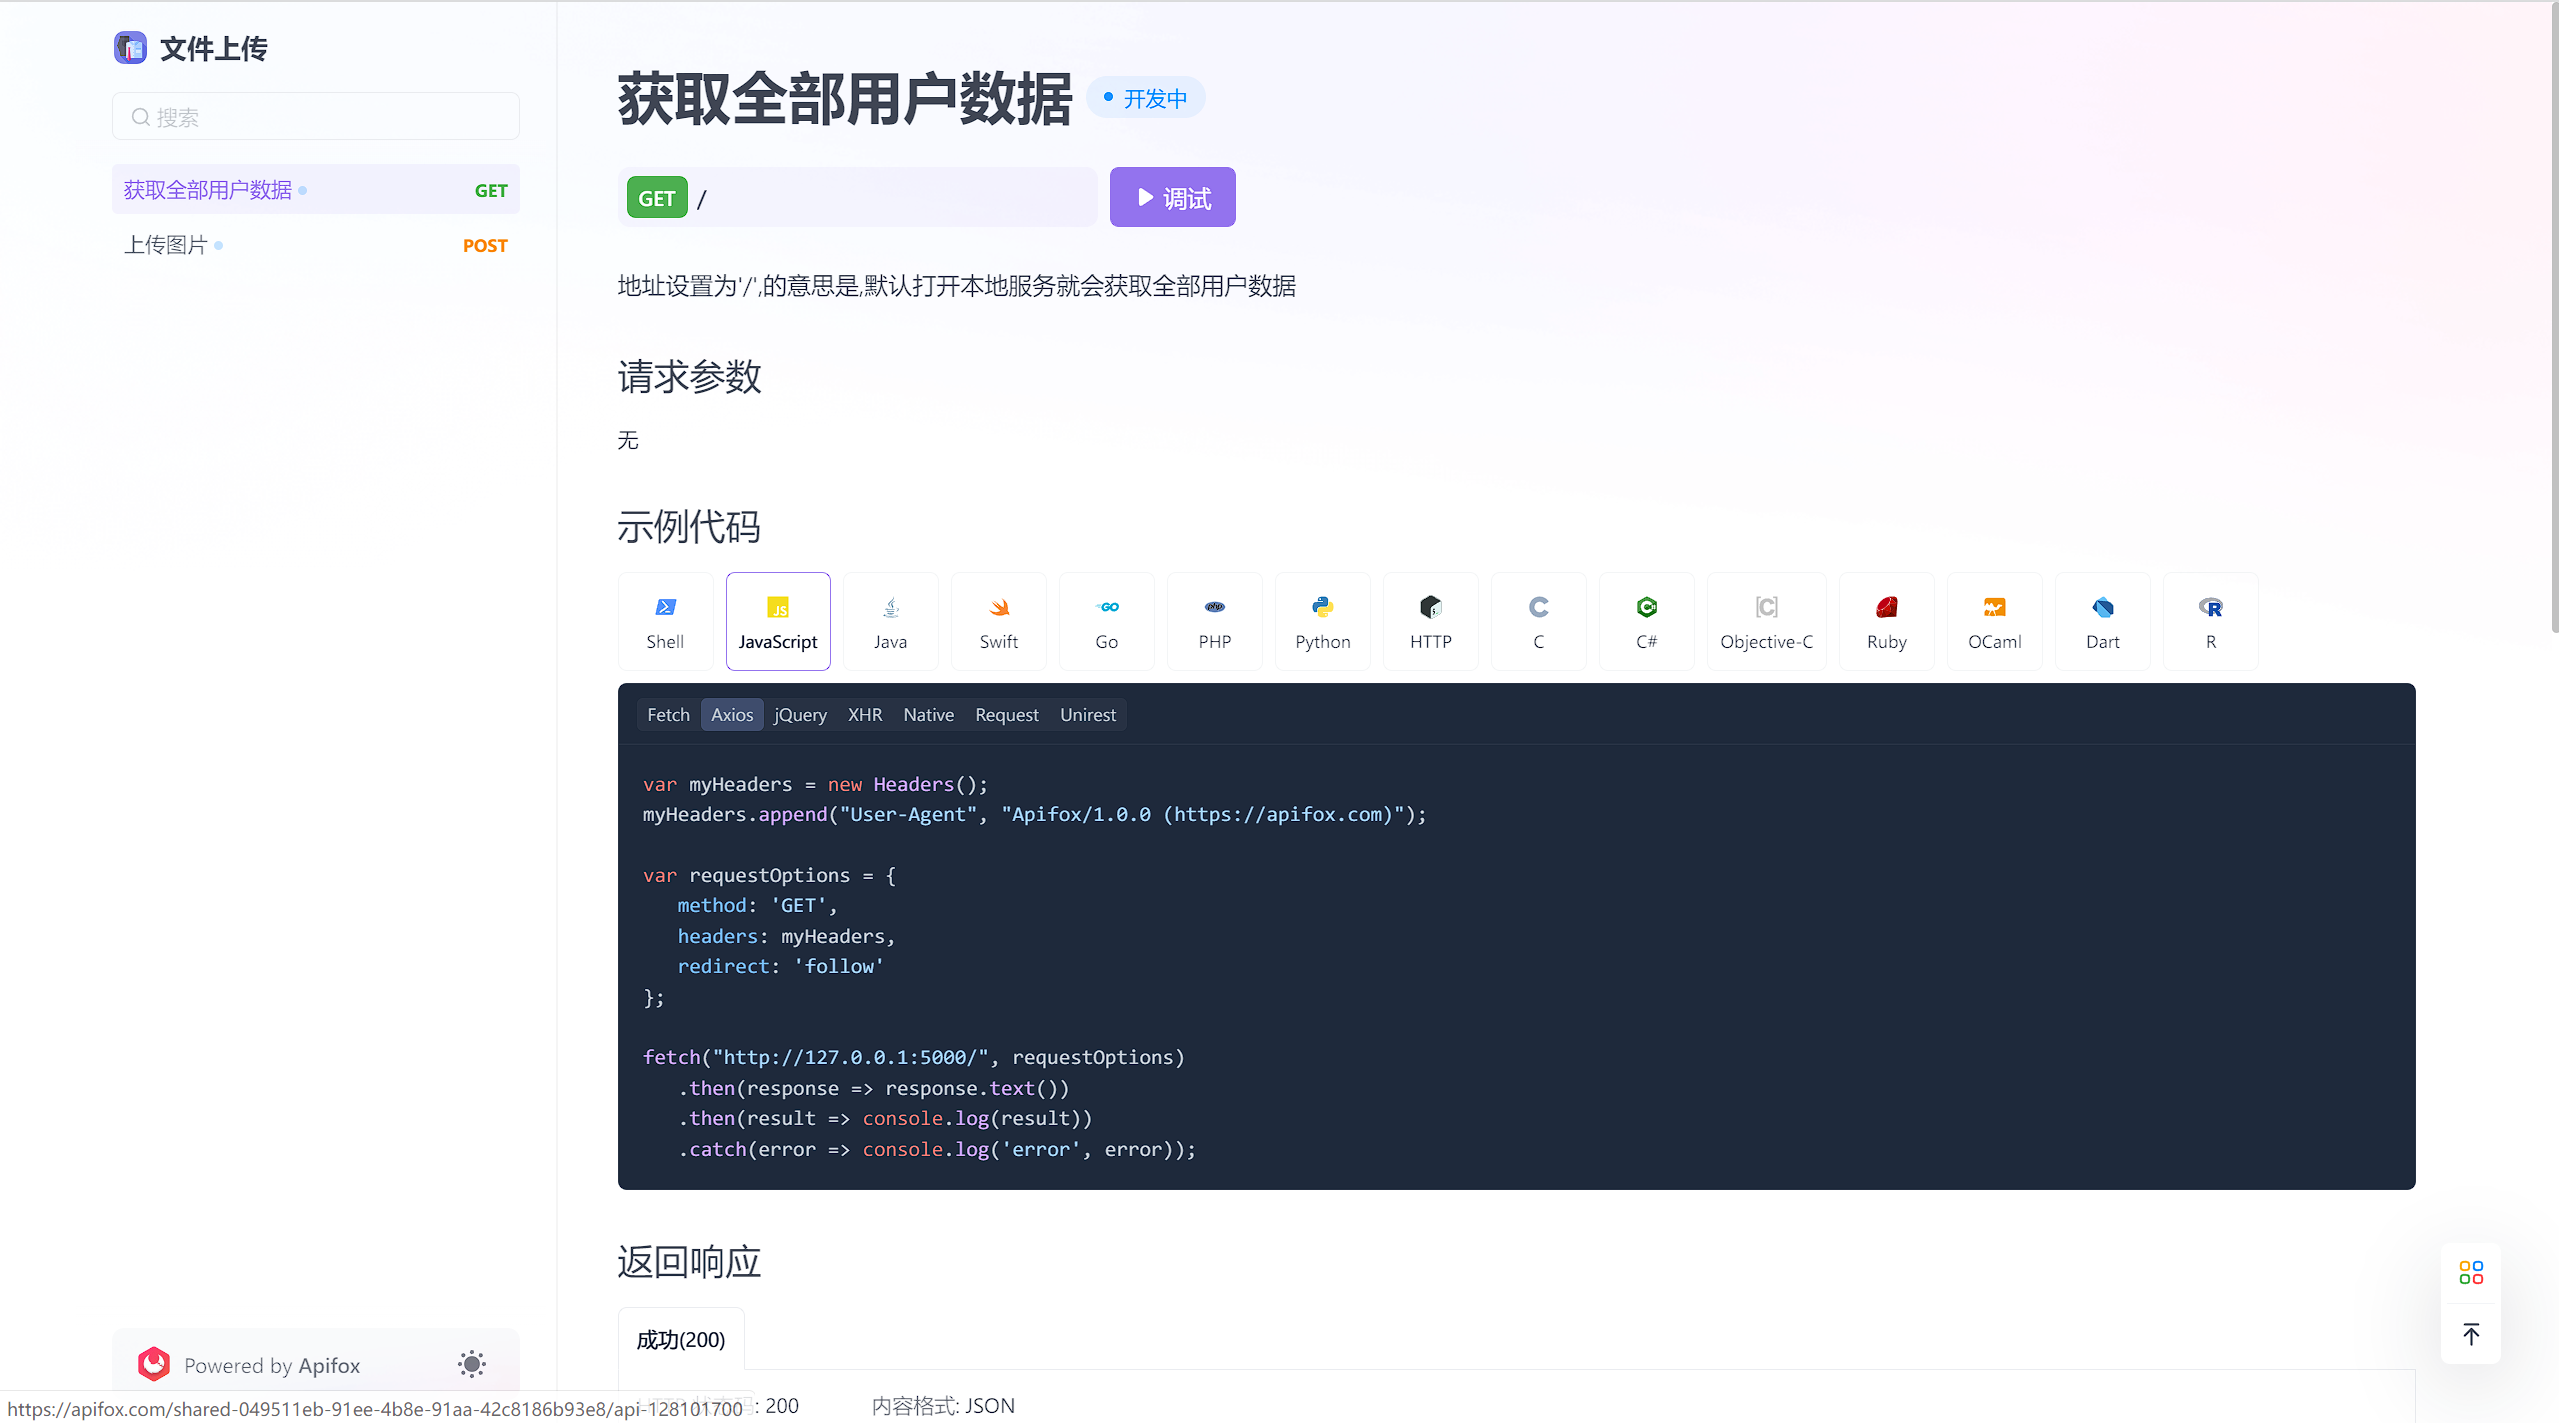 文件上传
搜索
获取全部用户数据 GET
上传图片 POST
Powered by Apifox
获取全部用户数据 开发中
GET / 调试
地址设置为'/',的意思是,默认打开本地服务就会获取全部用户数据
请求参数
无
示例代码
Shell JavaScript Java Swift Go PHP Python HTTP C C# Objective-C Ruby OCaml Dart R
Fetch Axios jQuery XHR Native Request Unirest
var myHeaders = new Headers();
myHeaders.append("User-Agent", "Apifox/1.0.0 (https://apifox.com)");
var requestOptions = {
method: 'GET',
headers: myHeaders,
redirect: 'follow'
};
fetch("http://127.0.0.1:5000/", requestOptions)
.then(response => response.text())
.then(result => console.log(result))
.catch(error => console.log('error', error));
返回响应
成功(200)
: 200 内容格式: JSON
https://apifox.com/shared-049511eb-91ee-4b8e-91aa-42c8186b93e8/api-128101700